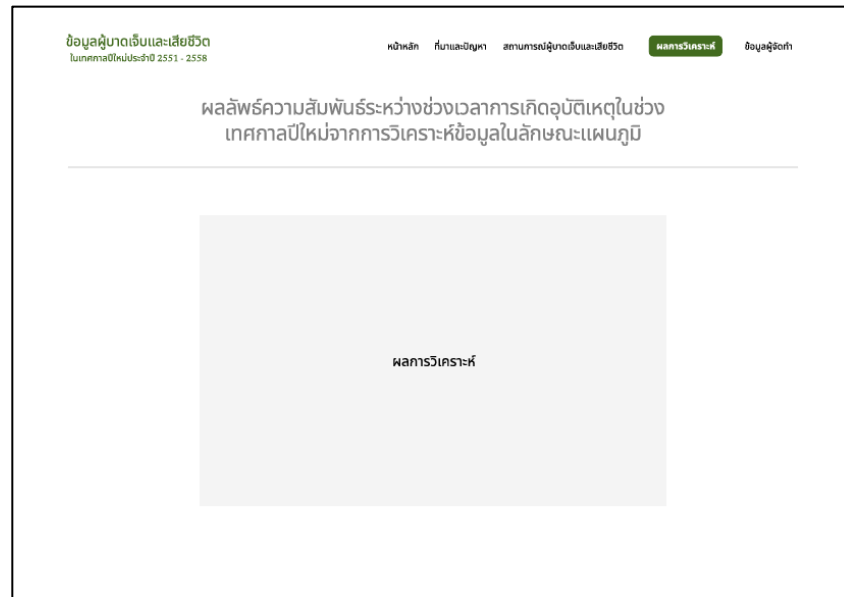 ข้อมูลผู้บาดเจ็บและเสียชีวิต
ในเทศกาลปีใหม่ประจำปี 2551 - 2558
หน้าหลัก ที่มาและปัญหา สถานการณ์ผู้บาดเจ็บและเสียชีวิต ผลการวิเคราะห์ ข้อมูลผู้จัดทำ
ผลลัพธ์ความสัมพันธ์ระหว่างช่วงเวลาการเกิดอุบัติเหตุในช่วง
เทศกาลปีใหม่จากการวิเคราะห์ข้อมูลในลักษณะแผนภูมิ
ผลการวิเคราะห์